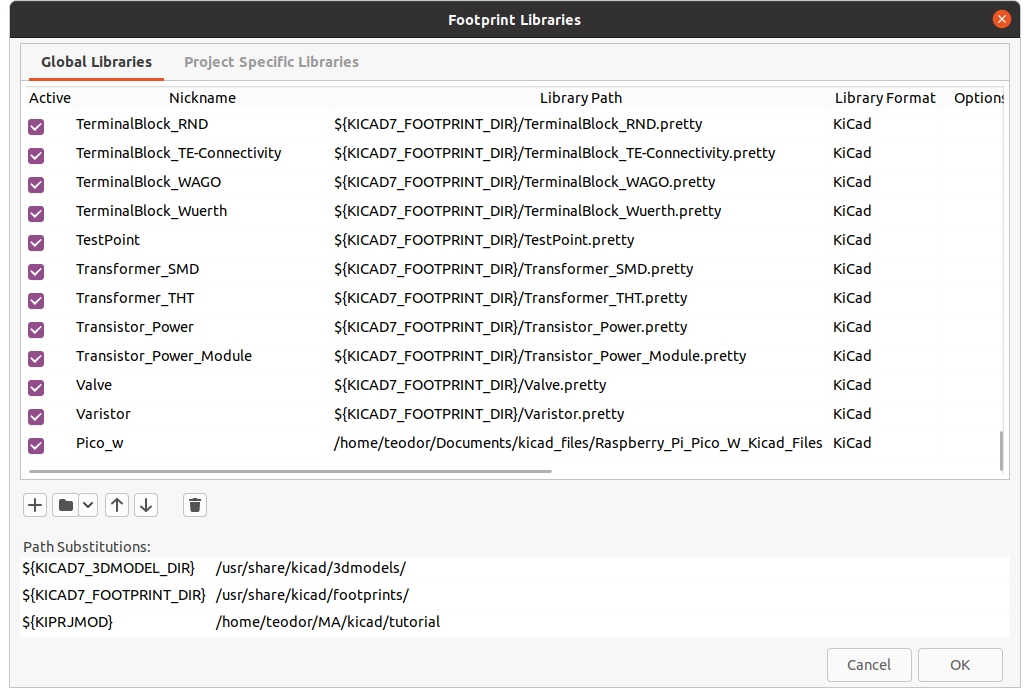 Footprint Libraries
Global Libraries Project Specific Libraries
Active Nickname Library Path Library Format Options
TerminalBlock_RND ${KICAD7_FOOTPRINT_DIR}/TerminalBlock_RND.pretty KiCad
TerminalBlock_TE-Connectivity ${KICAD7_FOOTPRINT_DIR}/TerminalBlock_TE-Connectivity.pretty KiCad
TerminalBlock_WAGO ${KICAD7_FOOTPRINT_DIR}/TerminalBlock_WAGO.pretty KiCad
TerminalBlock_Wuerth ${KICAD7_FOOTPRINT_DIR}/TerminalBlock_Wuerth.pretty KiCad
TestPoint ${KICAD7_FOOTPRINT_DIR}/TestPoint.pretty KiCad
Transformer_SMD ${KICAD7_FOOTPRINT_DIR}/Transformer_SMD.pretty KiCad
Transformer_THT ${KICAD7_FOOTPRINT_DIR}/Transformer_THT.pretty KiCad
Transistor_Power ${KICAD7_FOOTPRINT_DIR}/Transistor_Power.pretty KiCad
Transistor_Power_Module ${KICAD7_FOOTPRINT_DIR}/Transistor_Power_Module.pretty KiCad
Valve ${KICAD7_FOOTPRINT_DIR}/Valve.pretty KiCad
Varistor ${KICAD7_FOOTPRINT_DIR}/Varistor.pretty KiCad
Pico_w /home/teodor/Documents/kicad_files/Raspberry_Pi_Pico_W_Kicad_Files KiCad
Path Substitutions:
${KICAD7_3DMODEL_DIR} /usr/share/kicad/3dmodels/
${KICAD7_FOOTPRINT_DIR} /usr/share/kicad/footprints/
${KIPRJMOD} /home/teodor/MA/kicad/tutorial
Cancel OK